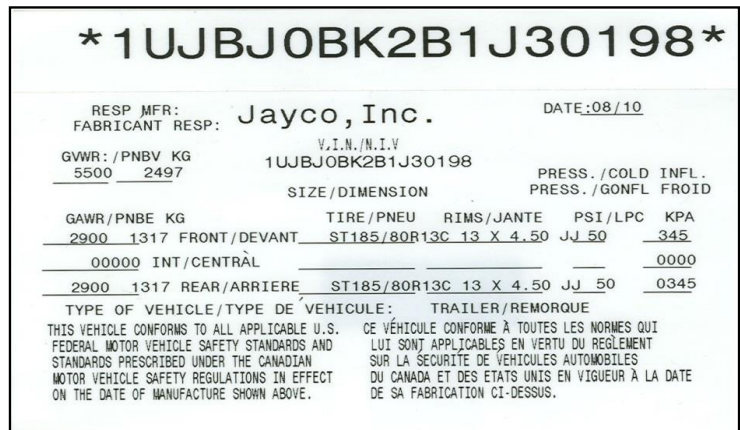 *1UJBJ0BK2B1J30198*
RESP MFR: Jayco,Inc. DATE:08/10
FABRICANT RESP:
V.I.N./N.I.V
GVWR:/PNBV KG 1UJBJ0BK2B1J30198
5500 2497 PRESS./COLD INFL.
SIZE/DIMENSION PRESS./GONFL FROID
GAWR/PNBE KG TIRE/PNEU RIMS/JANTE PSI/LPC KPA
2900 1317 FRONT/DEVANT ST185/80R13C 13 X 4.50 JJ 50 345
00000 INT/CENTRÀL 0000
2900 1317 REAR/ARRIERE ST185/80R13C 13 X 4.50 JJ 50 0345
TYPE OF VEHICLE/TYPE DE VEHICULE: TRAILER/REMORQUE
THIS VEHICLE CONFORMS TO ALL APPLICABLE U.S.
FEDERAL MOTOR VEHICLE SAFETY STANDARDS AND
STANDARDS PRESCRIBED UNDER THE CANADIAN
MOTOR VEHICLE SAFETY REGULATIONS IN EFFECT
ON THE DATE OF MANUFACTURE SHOWN ABOVE.
CE VÉHICULE CONFORME À TOUTES LES NORMES QUI
LUI SONT APPLICABLES EN VERTU DU REGLEMENT
SUR LA SECURITE DE VEHICULES AUTOMOBILES
DU CANADA ET DES ETATS UNIS EN VIGUEUR À LA DATE
DE SA FABRICATION CI-DESSUS.